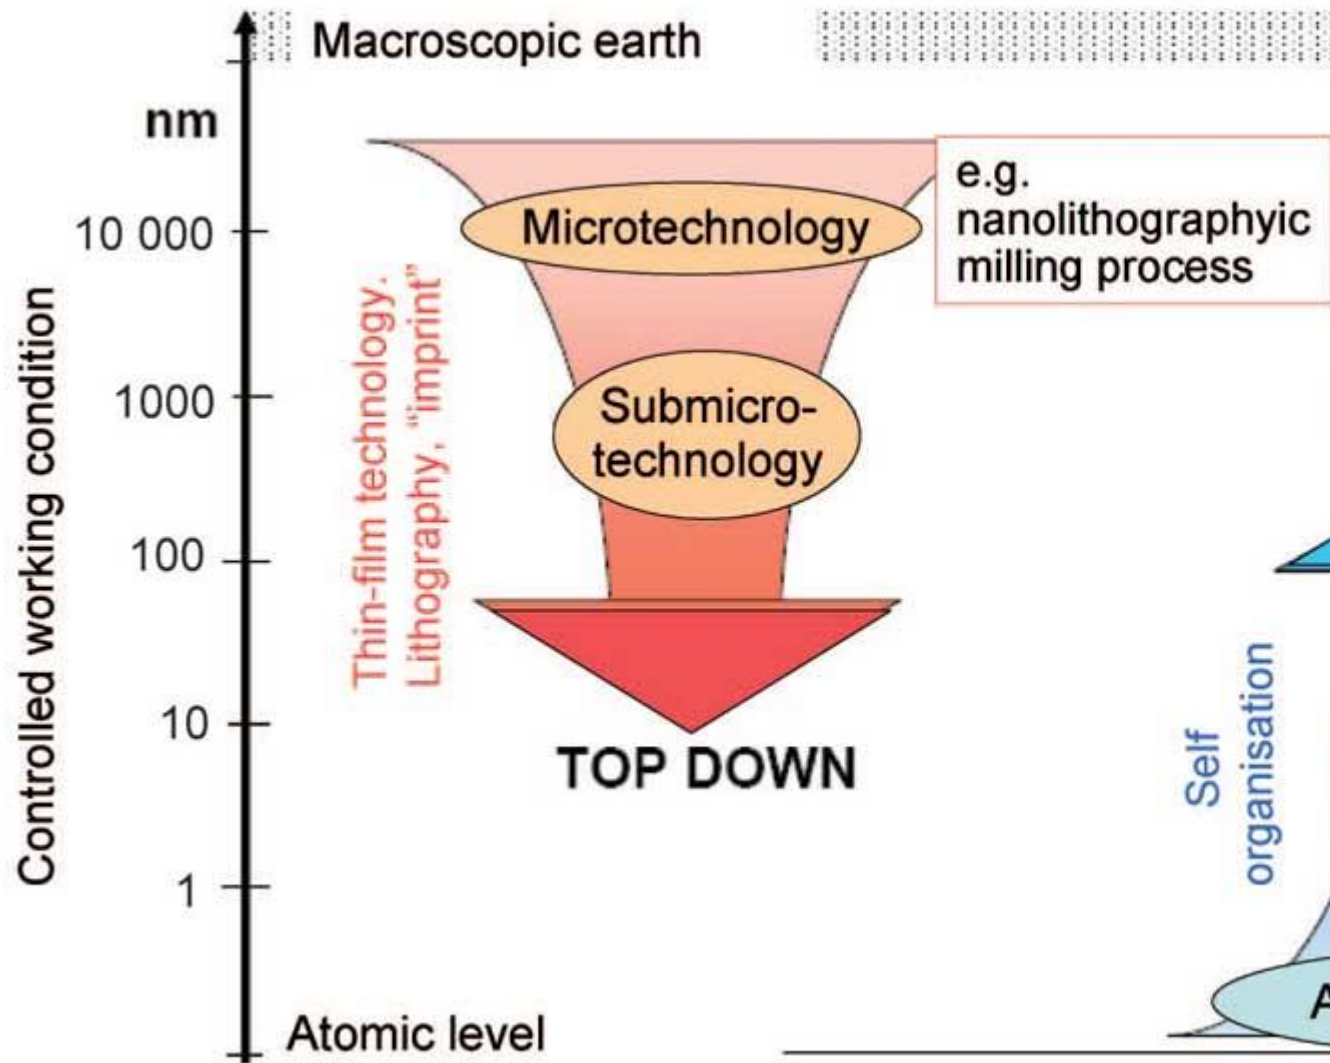 Macroscopic earth
nm
e.g.
nanolithographyic
milling process
10 000
Microtechnology
Controlled working condition
Thin-film technology.
Lithography, “imprint”
1000
Submicro-
technology
100
10
TOP DOWN
Self
organisation
1
A
Atomic level